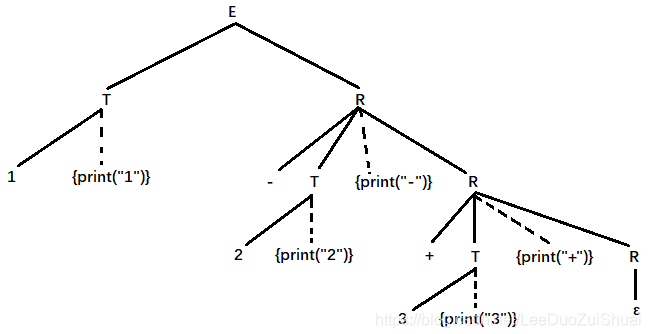 E
T R
1 {print("1")} - T {print("-")} R
2 {print("2")} + T {print("+")} R
3 {print("3")} ε